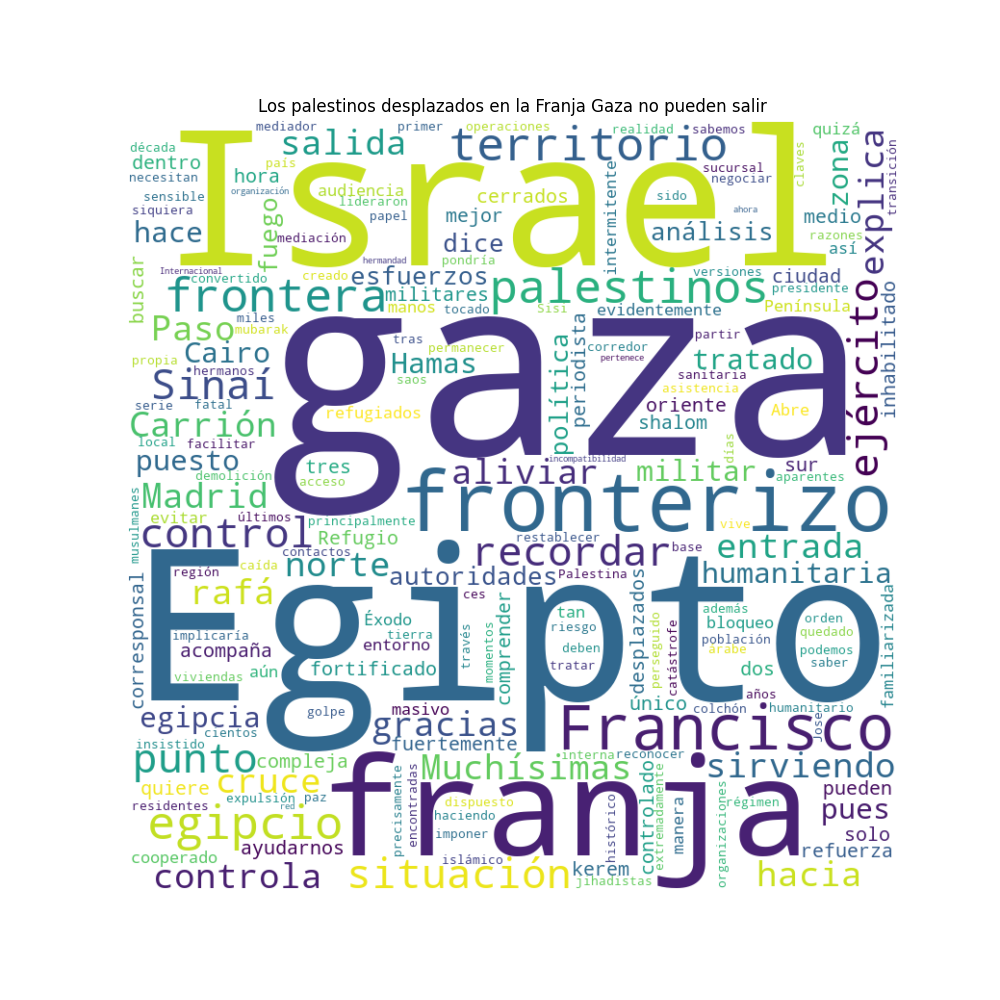 Los palestinos desplazados en la Franja Gaza no pueden salir
mediador
primer
operaciones
realidad
sabemos
quizá
década
dentro
necesitan
salida
territorio
sucursal
negociar
claves
zona
explica
transición
sensible
siquiera
hace
país
hora
organización
fuego
Israel
audiencia
lideraron
papel
mediación
hermandad
cerrados
mejor
dice
sido
ahora
intermitente
análisis
medio
razones
así
Internacional
convertido
creado
pondría
esfuerzos
militares
manos
tocado
palestinos
versiones
ciudad
presidente
Península
buscar
frontera
miles
mubarak
Paso
Sisi
evidentemente
periodista
partir
ejército
inhabilitado
propia
Cairo
hermanos
tras
permanecer
Hamas
saos
gaza
corredor
pertenece
tratado
sanitaria
asistencia
Sinaí
serie
fatal
refugiados
política
oriente
shalom
Abre
Carrión
local
facilitar
puesto
demolición
tres
acceso
incompatibilidad
aliviar
militar
días
sur
aparentes
Madrid
evitar
últimos
principalmente
fronterizo
vive
musulmanes
control
contactos
Refugio
restablecer
recordar
base
entrada
región
caída
norte
autoridades
Palestina
humanitaria
rafá
ces
corresponsal
implicaría
acompaña
Éxodo
tierra
entorno
través
momentos
comprender
tan
riesgo
deben
tratar
desplazados
perseguido
catástrofe
además
bloqueo
población
árabe
orden
quedado
podemos
saber
familiarizada
Egipto
viviendas
aún
fortificado
único
dos
años
egipcia
cientos
golpe
masivo
gracias
fuertemente
colchón
humanitario
Jose
Francisco
insistido
punto
compleja
interna
reconocer
Muchísimas
sirviendo
quiere
cruce
residentes
expulsión
paz
red
franja
precisamente
encontradas
dispuesto
haciendo
imponer
histórico
controlado
extremadamente
manera
organizaciones
régimen
pueden
pues
solo
egipcio
ayudarnos
cooperado
refuerza
islámico
kerem
controla
situación
jihadistas
hacia